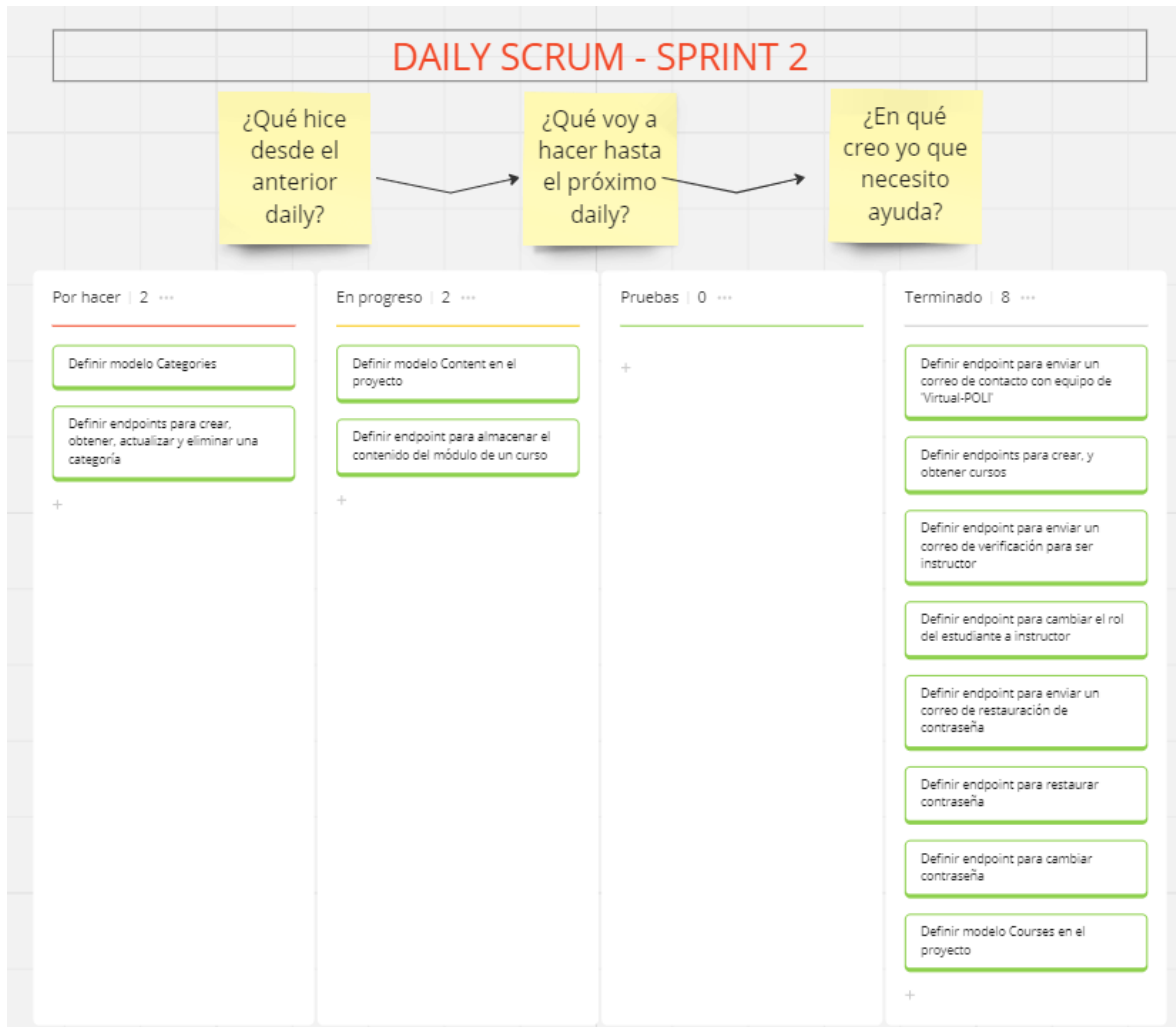 DAILY SCRUM - SPRINT 2
¿Qué hice
desde el
anterior
daily?
¿Qué voy a
hacer hasta
el próximo
daily?
¿En qué
creo yo que
necesito
ayuda?
Por hacer | 2 ...
Definir modelo Categories
Definir endpoints para crear,
obtener, actualizar y eliminar una
categoría
+
En progreso | 2 ...
Definir modelo Content en el
proyecto
Definir endpoint para almacenar el
contenido del módulo de un curso
+
Pruebas | 0 ...
+
Terminado | 8 ...
Definir endpoint para enviar un
correo de contacto con equipo de
'Virtual-POLI'
Definir endpoints para crear, y
obtener cursos
Definir endpoint para enviar un
correo de verificación para ser
instructor
Definir endpoint para cambiar el rol
del estudiante a instructor
Definir endpoint para enviar un
correo de restauración de
contraseña
Definir endpoint para restaurar
contraseña
Definir endpoint para cambiar
contraseña
Definir modelo Courses en el
proyecto
+